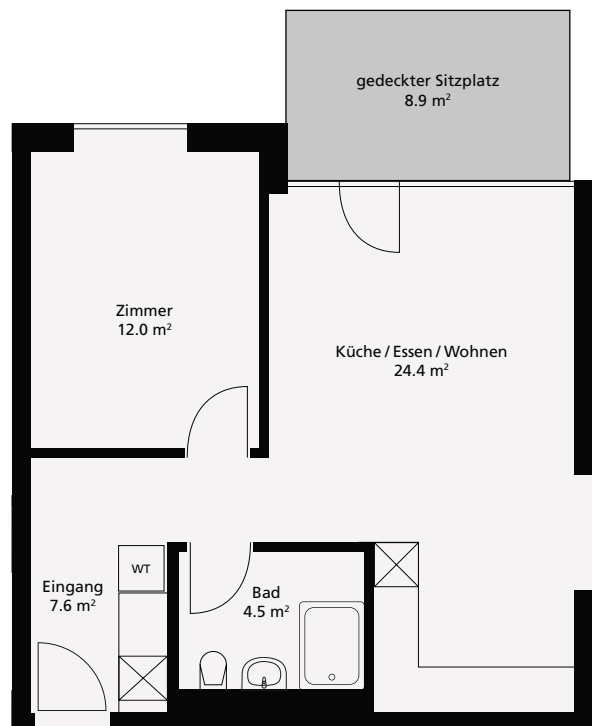 gedeckter Sitzplatz
8.9 m²
Zimmer
12.0 m²
Küche / Essen / Wohnen
24.4 m²
WT
Eingang
7.6 m²
Bad
4.5 m²